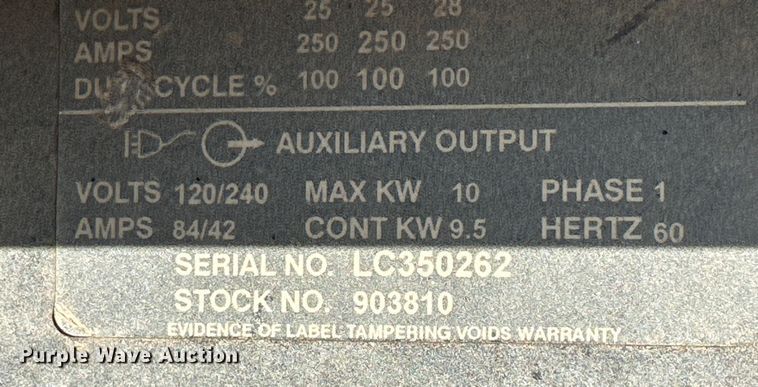 VOLTS 25 25 28
AMPS 250 250 250
DUTY CYCLE % 100 100 100
AUXILIARY OUTPUT
VOLTS 120/240 MAX KW 10 PHASE 1
AMPS 84/42 CONT KW 9.5 HERTZ 60
SERIAL NO. LC350262
STOCK NO. 903810
EVIDENCE OF LABEL TAMPERING VOIDS WARRANTY
Purple Wave Auction